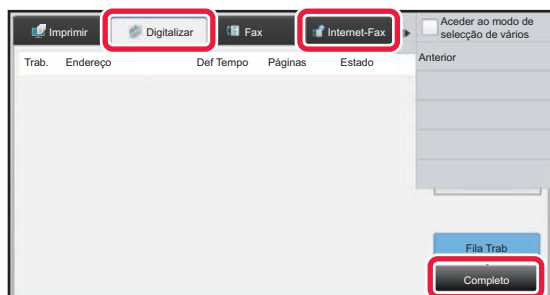 Imprimir Digitalizar Fax Internet-Fax
Aceder ao modo de
selecção de vários
Trab. Endereço Def Tempo Páginas Estado
Anterior
Fila Trab
Completo